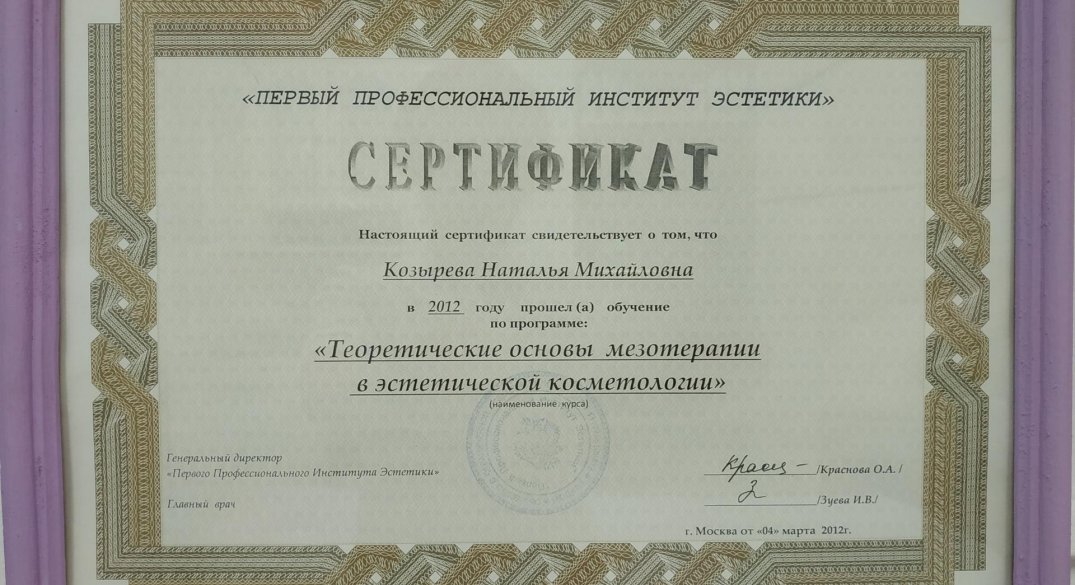 «ПЕРВЫЙ ПРОФЕССИОНАЛЬНЫЙ ИНСТИТУТ ЭСТЕТИКИ»
СЕРТИФИКАТ
Настоящий сертификат свидетельствует о том, что
Козырева Наталья Михайловна
в 2012 году прошел (а) обучение
по программе:
«Теоретические основы мезотерапии
в эстетической косметологии»
(наименование курса)
Генеральный директор
«Первого Профессионального Института Эстетики»
/Краснова О.А. /
Главный врач
/Зуева И.В./
г. Москва от «04» марта 2012г.